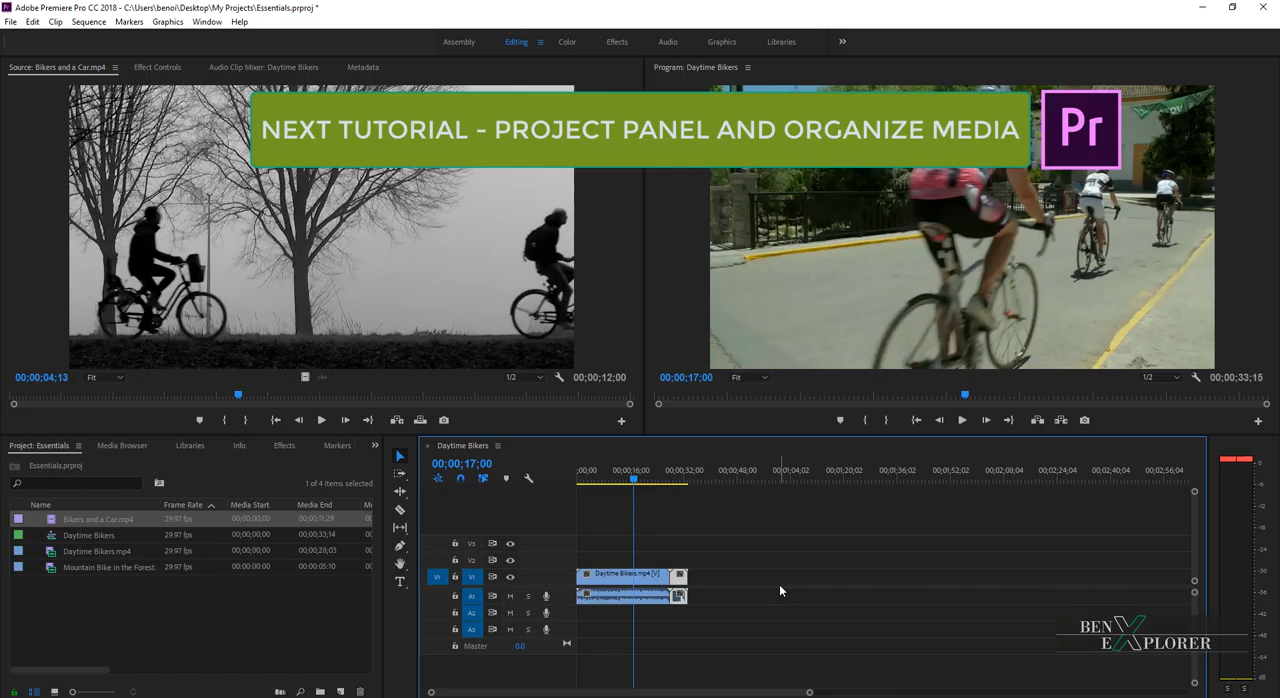 Adobe Premiere Pro CC 2018 - C:\Users\benoi\Desktop\My Projects\Essentials.prproj *
File Edit Clip Sequence Markers Graphics Window Help
Assembly Editing Color Effects Audio Graphics Libraries
Source: Bikers and a Car.mp4 Effect Controls Audio Clip Mixer: Daytime Bikers Metadata
Program: Daytime Bikers
NEXT TUTORIAL - PROJECT PANEL AND ORGANIZE MEDIA
Pr
00;00;04;13 Fit 1/2 00;00;12;00
00;00;17;00 Fit 1/2 00;00;33;15
Project: Essentials Media Browser Libraries Info Effects Markers
Essentials.prproj
1 of 4 Items selected
Name Frame Rate Media Start Media End
Bikers and a Car.mp4 29.97 fps 00;00;00;00 00;00;11;29
Daytime Bikers 29.97 fps 00;00;00;00 00;00;33;14
Daytime Bikers.mp4 29.97 fps 00;00;00;00 00;00;28;03
Mountain Bike in the Forest. 29.97 fps 00:00:00:00 00:00:05:10
Daytime Bikers
00;00;17;00
;00;00 00;00;16;00 00;00;32;00 00;00;48;00 00;01;04;02 00;01;20;02 00;01;36;02 00;01;52;02 00;02;08;04 00;02;24;04 00;02;40;04 00;02;56;04
V3
V2
V1 V1 Daytime Bikers.mp4 [V]
A1 M S
A2 M S
A3 M S
Master 0.0
0
-6
-12
-18
-24
-30
-36
-42
-48
-54
dB
S S
BEN
EXPLORER